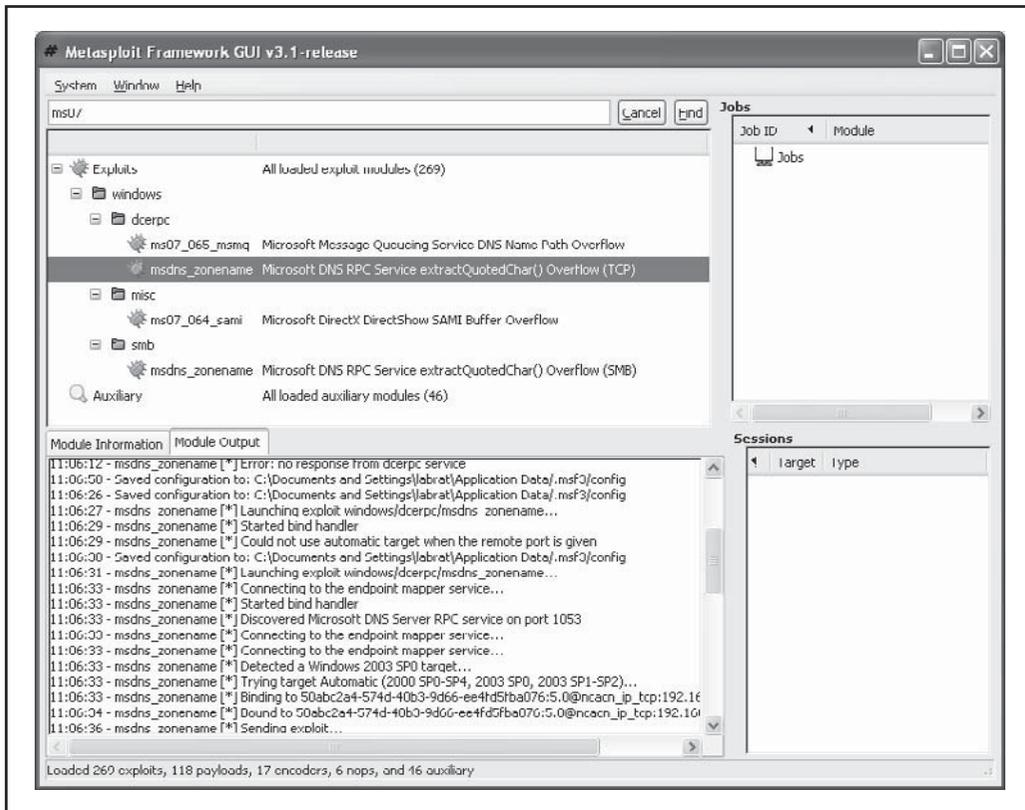 # Metasploit Framework GUI v3.1-release
System Window Help
ms07
Cancel
Find
Exploits All loaded exploit modules (269)
windows
dcerpc
ms07_065_msmq Microsoft Message Queueing Service DNS Name Path Overflow
msdns_zonename Microsoft DNS RPC Service extractQuotedChar() Overflow (TCP)
misc
ms07_064_sami Microsoft DirectX DirectShow SAMI Buffer Overflow
smb
msdns_zonename Microsoft DNS RPC Service extractQuotedChar() Overflow (SMB)
Auxiliary All loaded auxiliary modules (46)
Module Information Module Output
11:06:12 - msdns_zonename [*] Error: no response from dcerpc service
11:06:50 - Saved configuration to: C:\Documents and Settings\labrat\Application Data/.msf3/config
11:06:26 - Saved configuration to: C:\Documents and Settings\labrat\Application Data/.msf3/config
11:06:27 - msdns_zonename [*] Launching exploit windows/dcerpc/msdns_zonename...
11:06:29 - msdns_zonename [*] Started bind handler
11:06:29 - msdns_zonename [*] Could not use automatic target when the remote port is given
11:06:30 - Saved configuration to: C:\Documents and Settings\labrat\Application Data/.msf3/config
11:06:31 - msdns_zonename [*] Launching exploit windows/dcerpc/msdns_zonename...
11:06:33 - msdns_zonename [*] Connecting to the endpoint mapper service...
11:06:33 - msdns_zonename [*] Started bind handler
11:06:33 - msdns_zonename [*] Discovered Microsoft DNS Server RPC service on port 1053
11:06:33 - msdns_zonename [*] Connecting to the endpoint mapper service...
11:06:33 - msdns_zonename [*] Connecting to the endpoint mapper service...
11:06:33 - msdns_zonename [*] Detected a Windows 2003 SP0 target...
11:06:33 - msdns_zonename [*] Trying target Automatic (2000 SP0-SP4, 2003 SP0, 2003 SP1-SP2)...
11:06:33 - msdns_zonename [*] Binding to 50abc2a4-574d-40b3-9d66-ee4fd5fba076:5.0@ncacn_ip_tcp:192.16
11:06:34 - msdns_zonename [*] Bound to 50abc2a4-574d-40b3-9d66-ee4fd5fba076:5.0@ncacn_ip_tcp:192.16
11:06:36 - msdns_zonename [*] Sending exploit...
Loaded 269 exploits, 118 payloads, 17 encoders, 6 nops, and 46 auxiliary
Jobs
Job ID Module
Jobs
Sessions
Target Type